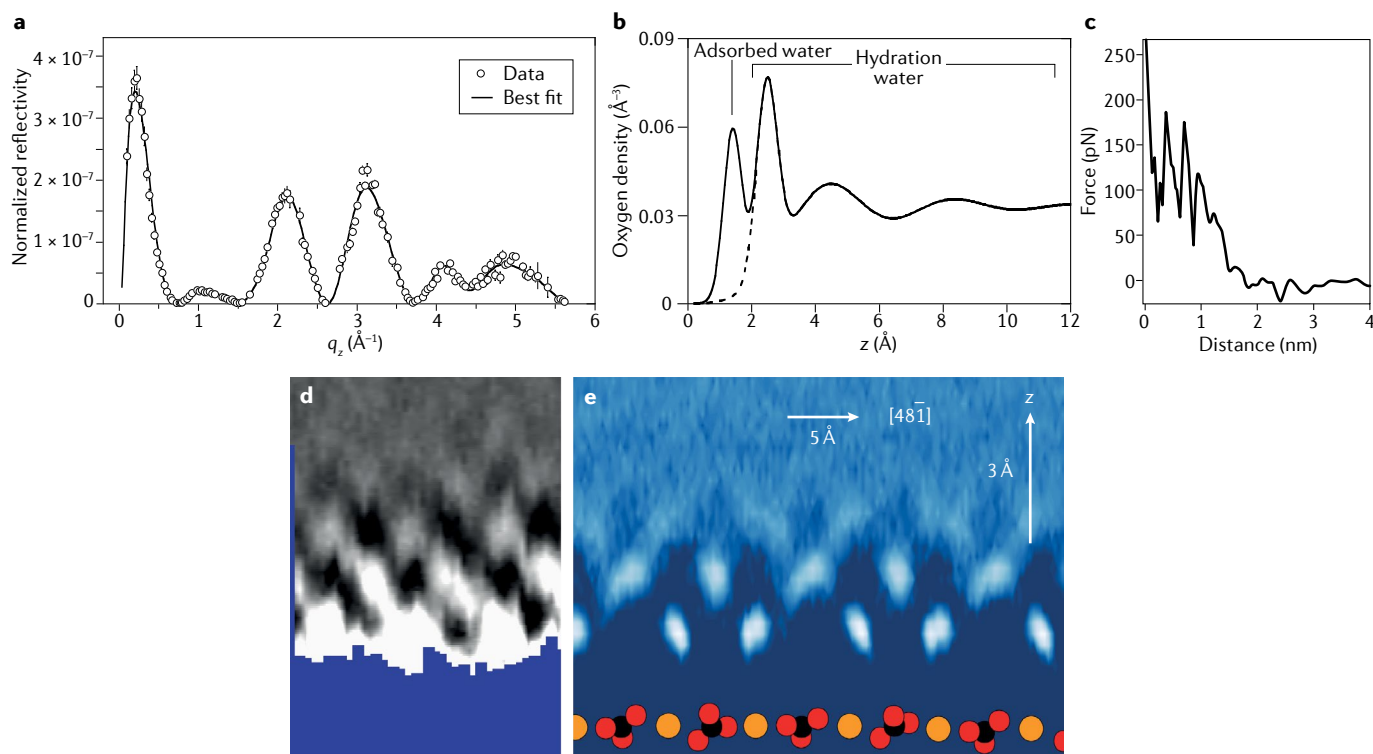 a
4 × 10⁻⁷
3 × 10⁻⁷
2 × 10⁻⁷
1 × 10⁻⁷
0
Normalized reflectivity
Data
Best fit
0 1 2 3 4 5 6
q_z (Å⁻¹)
b
0.09
0.06
0.03
0
Oxygen density (Å⁻³)
Adsorbed water
Hydration
water
0 2 4 6 8 10 12
z (Å)
c
250
200
150
100
50
0
Force (pN)
0 1 2 3 4
Distance (nm)
d
e
5 Å
[481̅]
z
3 Å